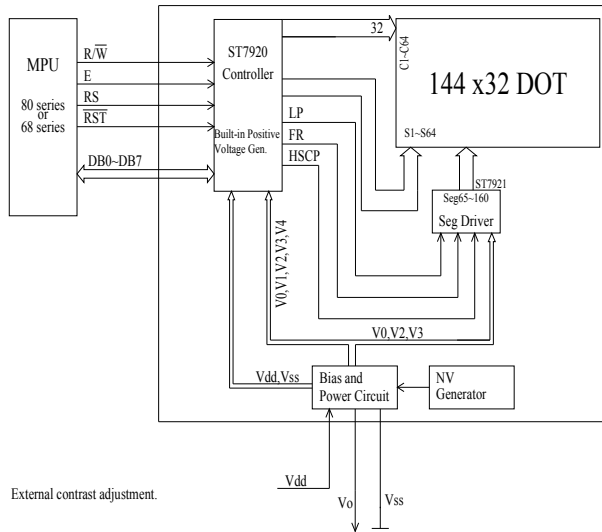 MPU
80 series
or
68 series
R/W̅
E
RS
R̅S̅T̅
DB0~DB7
ST7920
Controller
Built-in Positive
Voltage Gen.
32
LP
FR
HSCP
C1~C64
144 x32 DOT
S1~S64
ST7921
Seg65~160
Seg Driver
V0,V1,V2,V3,V4
V0,V2,V3
Vdd,Vss
Bias and
Power Circuit
NV
Generator
Vdd
Vo
Vss
External contrast adjustment.